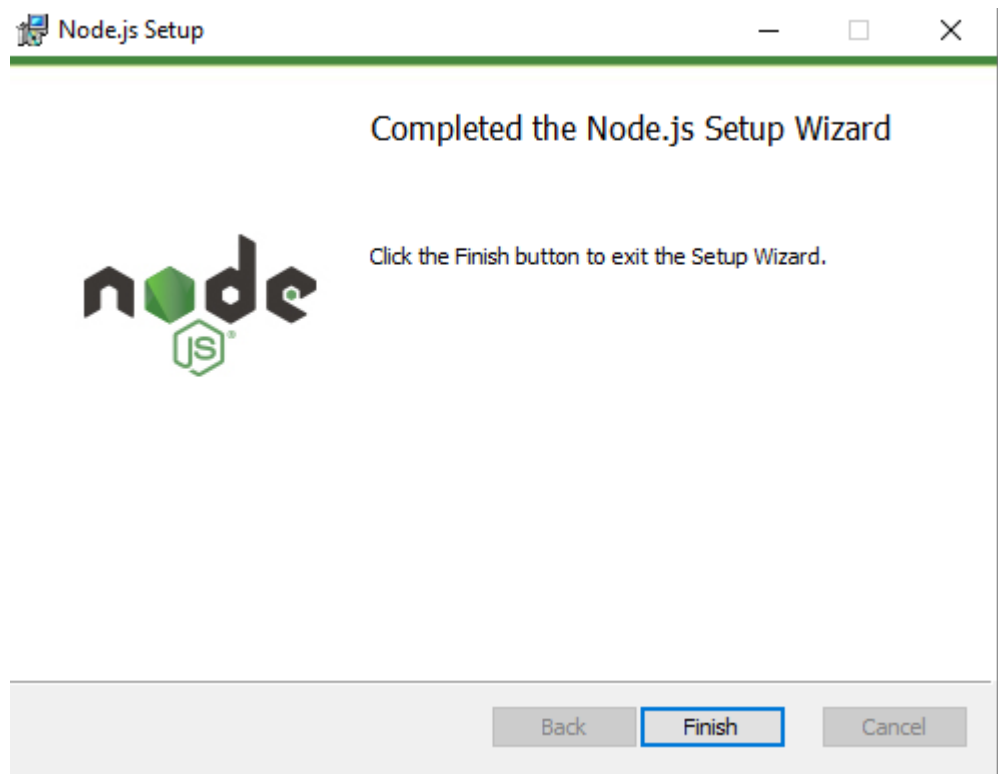 Node.js Setup
Completed the Node.js Setup Wizard
Click the Finish button to exit the Setup Wizard.
node
JS®
Back Finish Cancel